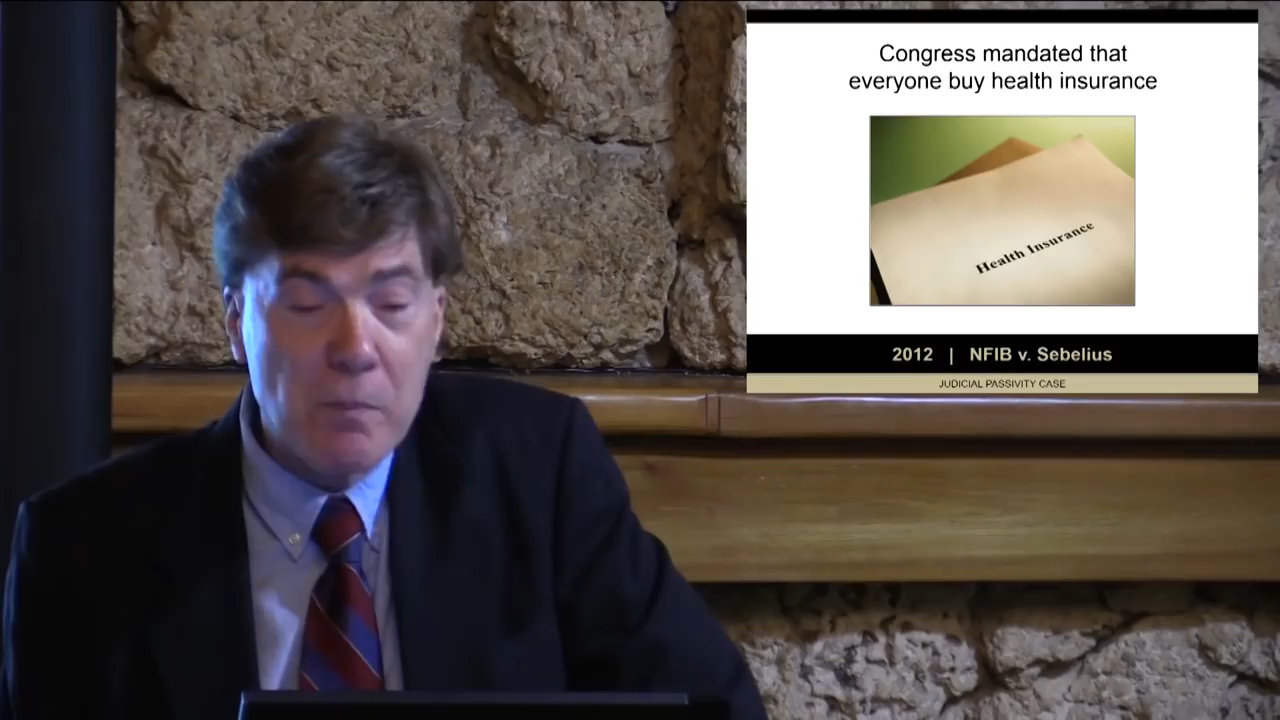 Congress mandated that
everyone buy health insurance
Health Insurance
2012 | NFIB v. Sebelius
JUDICIAL PASSIVITY CASE